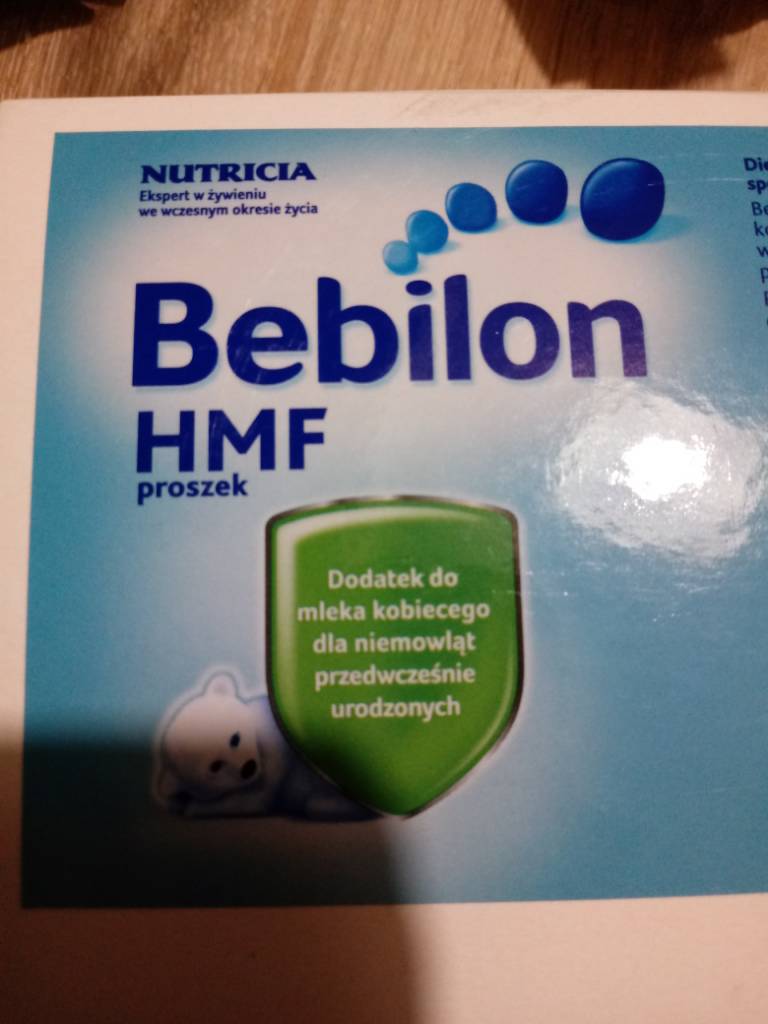 NUTRICIA
Ekspert w żywieniu
we wczesnym okresie życia
Bebilon
HMF
proszek
Dodatek do
mleka kobiecego
dla niemowląt
przedwcześnie
urodzonych